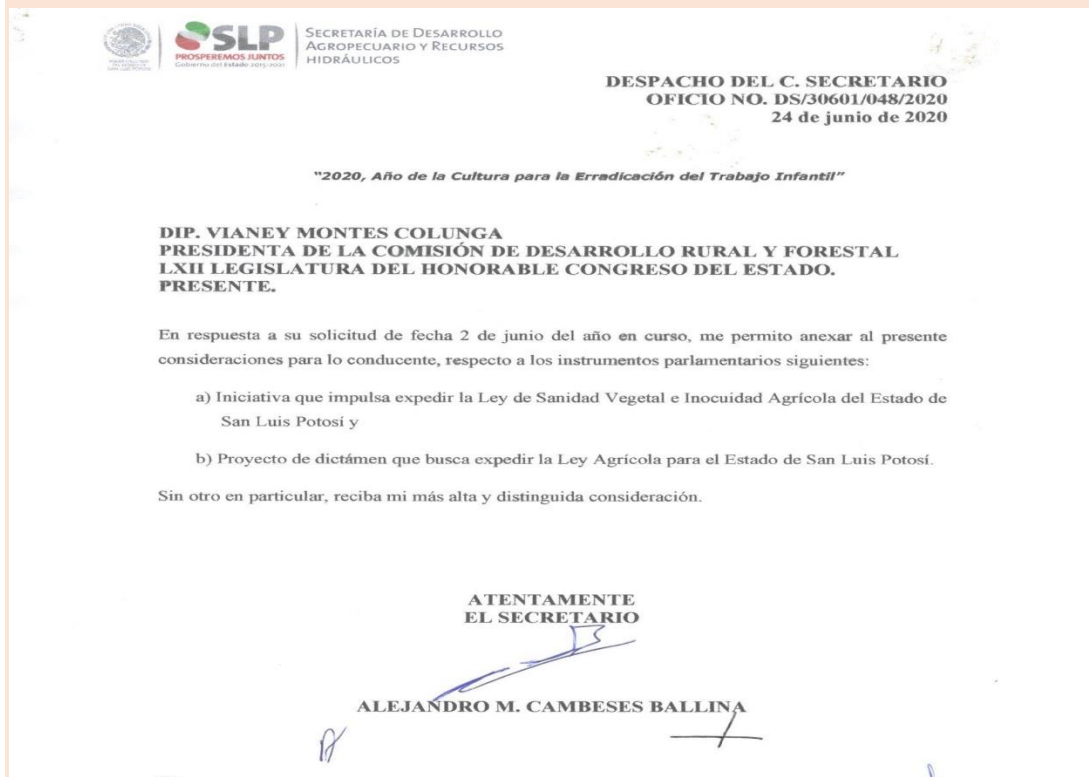 SLP
PROSPEREMOS JUNTOS
Gobierno del Estado 2015-2021
SECRETARÍA DE DESARROLLO
AGROPECUARIO Y RECURSOS
HIDRÁULICOS
DESPACHO DEL C. SECRETARIO
OFICIO NO. DS/30601/048/2020
24 de junio de 2020
"2020, Año de la Cultura para la Erradicación del Trabajo Infantil"
DIP. VIANEY MONTES COLUNGA
PRESIDENTA DE LA COMISIÓN DE DESARROLLO RURAL Y FORESTAL
LXII LEGISLATURA DEL HONORABLE CONGRESO DEL ESTADO.
PRESENTE.
En respuesta a su solicitud de fecha 2 de junio del año en curso, me permito anexar al presente
consideraciones para lo conducente, respecto a los instrumentos parlamentarios siguientes:
a) Iniciativa que impulsa expedir la Ley de Sanidad Vegetal e Inocuidad Agrícola del Estado de
San Luis Potosí y
b) Proyecto de dictámen que busca expedir la Ley Agrícola para el Estado de San Luis Potosí.
Sin otro en particular, reciba mi más alta y distinguida consideración.
ATENTAMENTE
EL SECRETARIO
ALEJANDRO M. CAMBESES BALLINA